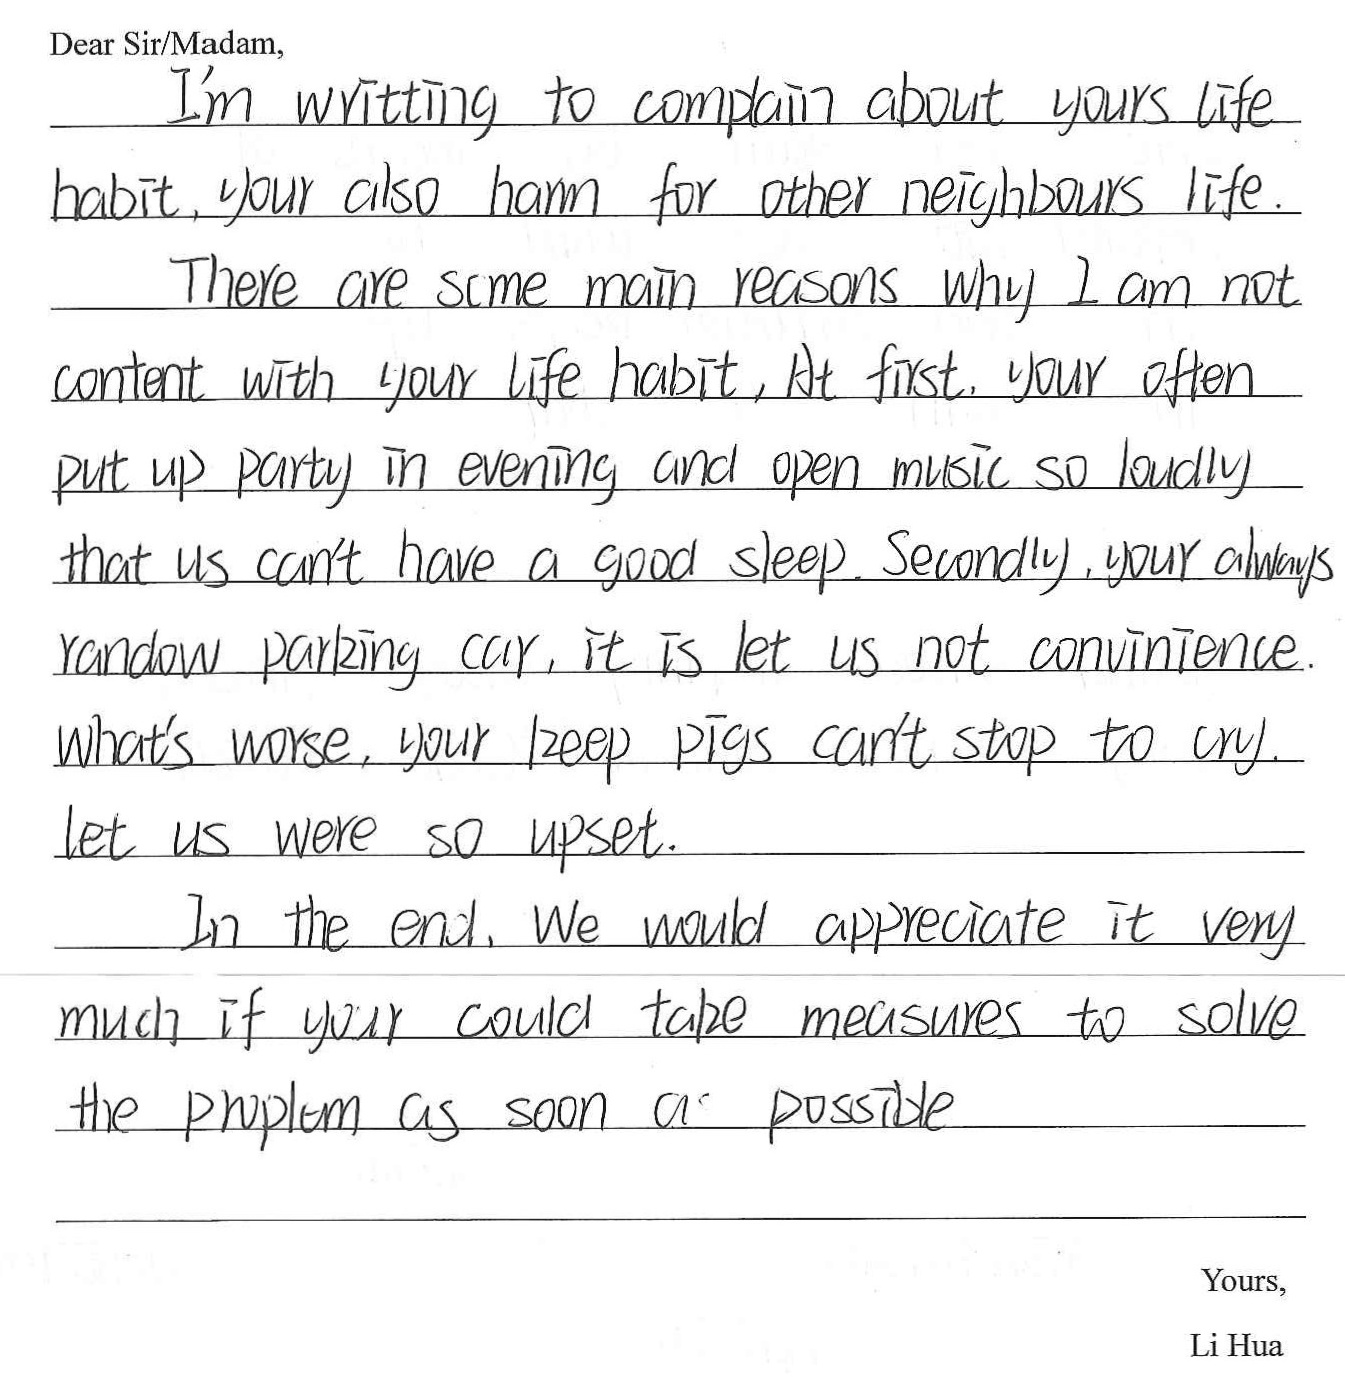 Dear Sir/Madam,
I'm writting to complain about yours life
habit, your also harm for other neighbours life.
There are some main reasons why I am not
content with your life habit, At first, your often
put up party in evening and open music so loudly
that us can't have a good sleep. Secondly, your always
randow parking car, it is let us not convinience.
What's worse, your keep pigs can't stop to cry.
let us were so upset.
In the end, We would appreciate it very
much if your could take measures to solve
the proplem as soon as possible
Yours,
Li Hua